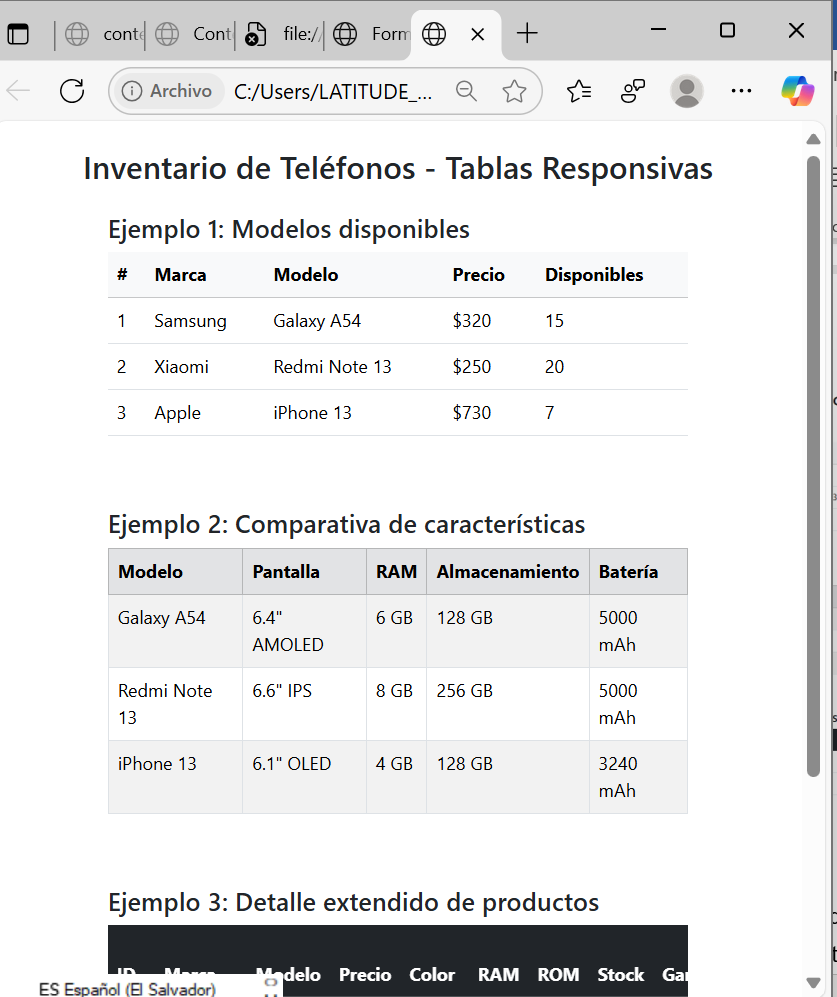 conte
Cont
file://
Form
Archivo C:/Users/LATITUDE_...
Inventario de Teléfonos - Tablas Responsivas
Ejemplo 1: Modelos disponibles
# Marca Modelo Precio Disponibles
1 Samsung Galaxy A54 $320 15
2 Xiaomi Redmi Note 13 $250 20
3 Apple iPhone 13 $730 7
Ejemplo 2: Comparativa de características
Modelo Pantalla RAM Almacenamiento Batería
Galaxy A54 6.4" 6 GB 128 GB 5000
AMOLED mAh
Redmi Note 6.6" IPS 8 GB 256 GB 5000
13 mAh
iPhone 13 6.1" OLED 4 GB 128 GB 3240
mAh
Ejemplo 3: Detalle extendido de productos
ID Marca Modelo Precio Color RAM ROM Stock Gar
ES Español (El Salvador)